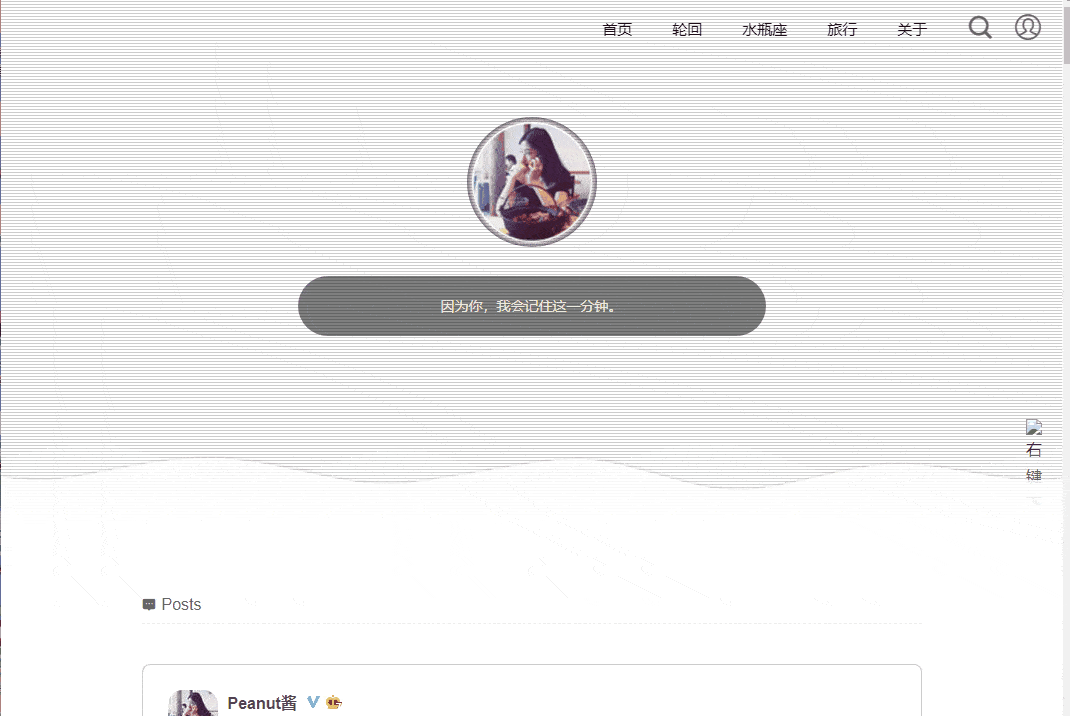 首页 轮回 水瓶座 旅行 关于
因为你，我会记住这一分钟。
右
键
Posts
Peanut酱